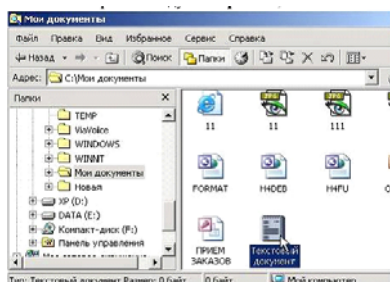 Мои документы
Файл Правка Вид Избранное Сервис Справка
Назад Поиск Папки
Адрес: C:\Мои документы
Папки
TEMP
ViaVoice
WINDOWS
WINNT
Мои документы
Новая
XP (D:)
DATA (E:)
Компакт-диск (F:)
Панель управления
11 11 111
FORMAT H4DEB H4FU
ПРИЕМ ЗАКАЗОВ
Текстовый документ
Тип: Текстовый документ Размер: 0 байт 0 байт Мой компьютер